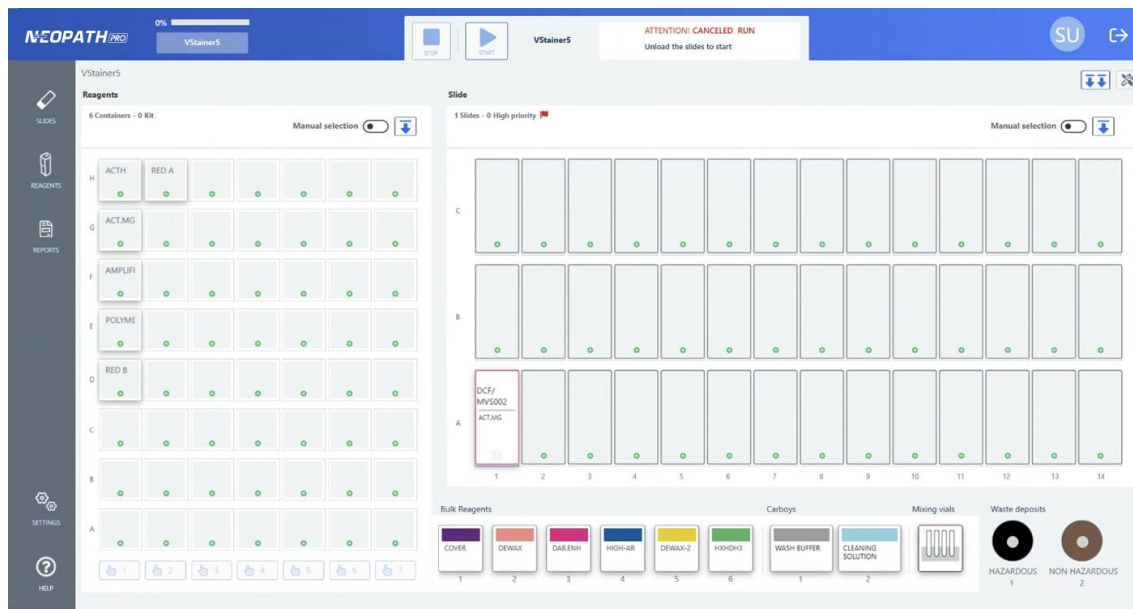 NEOPATH PRO
0%
VStainer5
STOP
START
VStainer5
ATTENTION: CANCELED RUN
Unload the slides to start
SU
SLIDES
REAGENTS
REPORTS
SETTINGS
HELP
VStainer5
Reagents
6 Containers - 0 Kit
Manual selection
H ACTH RED A
G ACT.MG
F AMPLIFI
E POLYME
D RED B
C
B
A
1 2 3 4 5 6 7
Slide
1 Slides - 0 High priority
Manual selection
C
B
A
DCF/
MVS002
ACT.MG
1 2 3 4 5 6 7 8 9 10 11 12 13 14
Bulk Reagents
COVER DEWAX DAB.ENH HIGH-AR DEWAX-2 HXHDH3
1 2 3 4 5 6
Carboys
WASH BUFFER CLEANING
SOLUTION
1 2
Mixing vials
Waste deposits
HAZARDOUS NON HAZARDOUS
1 2